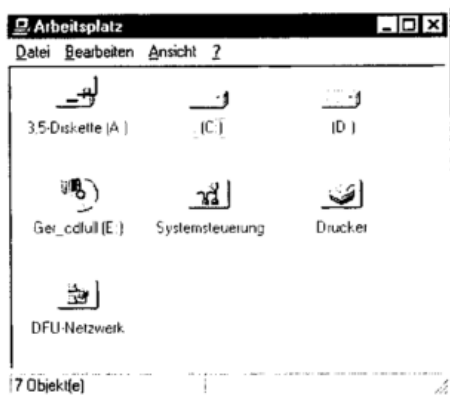 Arbeitsplatz
Datei Bearbeiten Ansicht ?
3,5-Diskette (A:) (C:) (D:)
Ger_cdfull (E:) Systemsteuerung Drucker
DFÜ-Netzwerk
7 Objekt(e)